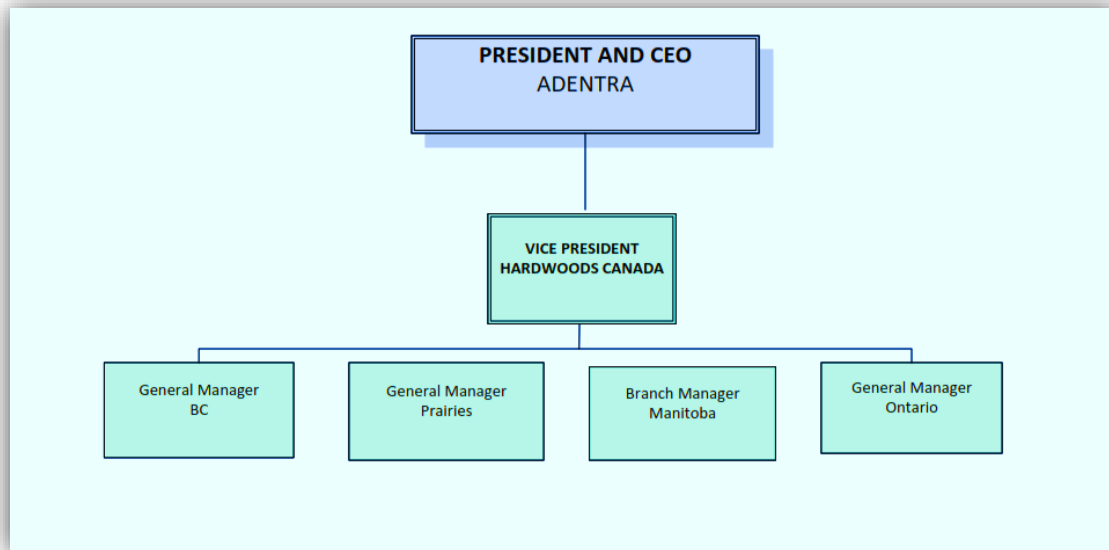 PRESIDENT AND CEO
ADENTRA
VICE PRESIDENT
HARDWOODS CANADA
General Manager
BC
General Manager
Prairies
Branch Manager
Manitoba
General Manager
Ontario